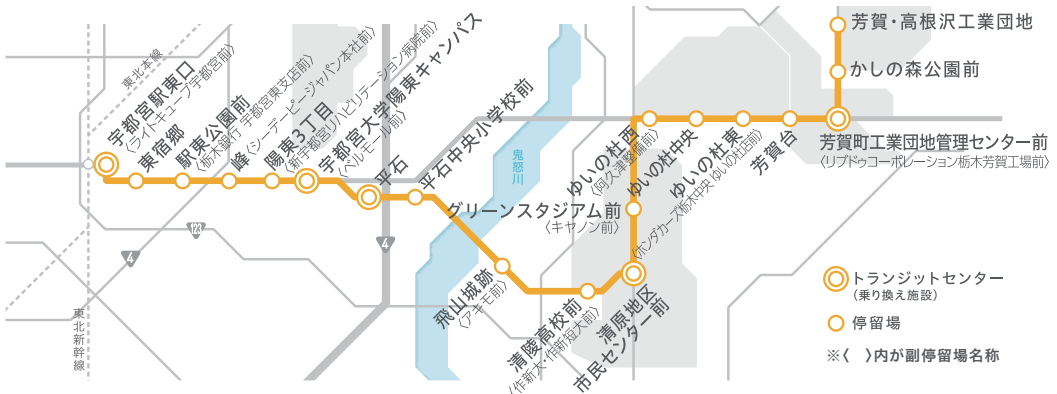 東北本線
宇都宮駅東口
〈ライトキューブ宇都宮前〉
東宿郷
駅東公園前
〈栃木銀行 宇都宮東支店前〉
峰〈シーデーピージャパン本社前〉
陽東3丁目
〈新宇都宮リハビリテーション病院前〉
宇都宮大学陽東キャンパス
〈ベルモール前〉
平石
平石中央小学校前
鬼怒川
飛山城跡
〈アキモ前〉
清陵高校前
〈作新大・作新短大前〉
清原地区
市民センター前
グリーンスタジアム前
〈キヤノン前〉
ゆいの杜西
〈阿久津整備前〉
ゆいの杜中央
〈ホンダカーズ栃木中央 ゆいの杜店前〉
ゆいの杜東
芳賀台
芳賀町工業団地管理センター前
〈リブドゥコーポレーション栃木芳賀工場前〉
かしの森公園前
芳賀・高根沢工業団地
123
4
4
東北新幹線
トランジットセンター
(乗り換え施設)
停留場
※〈 〉内が副停留場名称